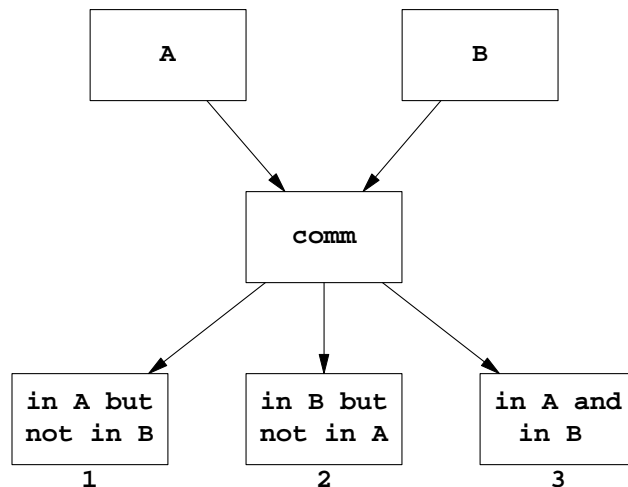 A
B
comm
in A but
not in B
in B but
not in A
in A and
in B
1
2
3